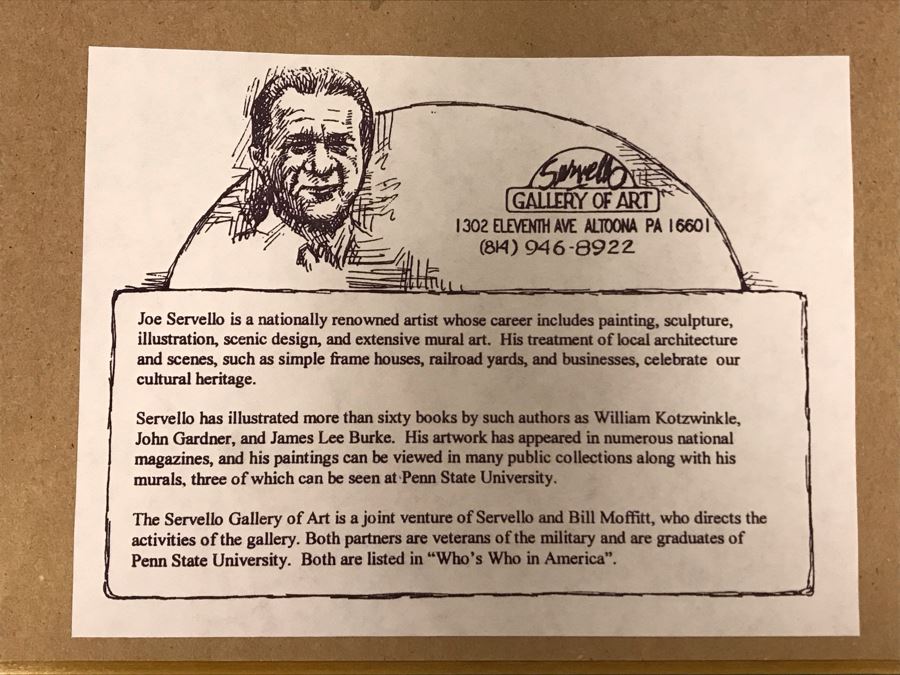 Servello
GALLERY OF ART
1302 ELEVENTH AVE ALTOONA PA 16601
(814) 946-8922
Joe Servello is a nationally renowned artist whose career includes painting, sculpture,
illustration, scenic design, and extensive mural art. His treatment of local architecture
and scenes, such as simple frame houses, railroad yards, and businesses, celebrate our
cultural heritage.
Servello has illustrated more than sixty books by such authors as William Kotzwinkle,
John Gardner, and James Lee Burke. His artwork has appeared in numerous national
magazines, and his paintings can be viewed in many public collections along with his
murals, three of which can be seen at Penn State University.
The Servello Gallery of Art is a joint venture of Servello and Bill Moffitt, who directs the
activities of the gallery. Both partners are veterans of the military and are graduates of
Penn State University. Both are listed in “Who’s Who in America”.